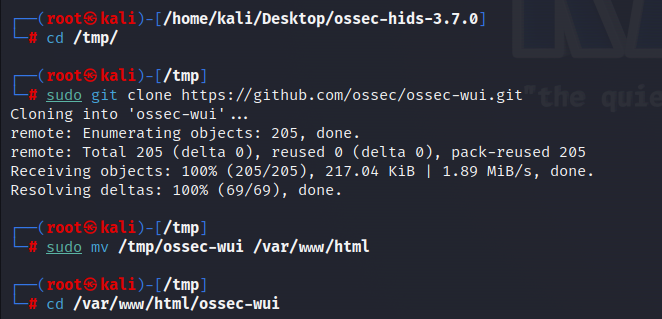 ┌──(root㉿kali)-[/home/kali/Desktop/ossec-hids-3.7.0]
└─# cd /tmp/
┌──(root㉿kali)-[/tmp]
└─# sudo git clone https://github.com/ossec/ossec-wui.git
"the quie
Cloning into 'ossec-wui'...
remote: Enumerating objects: 205, done.
remote: Total 205 (delta 0), reused 0 (delta 0), pack-reused 205
Receiving objects: 100% (205/205), 217.04 KiB | 1.89 MiB/s, done.
Resolving deltas: 100% (69/69), done.
┌──(root㉿kali)-[/tmp]
└─# sudo mv /tmp/ossec-wui /var/www/html
┌──(root㉿kali)-[/tmp]
└─# cd /var/www/html/ossec-wui